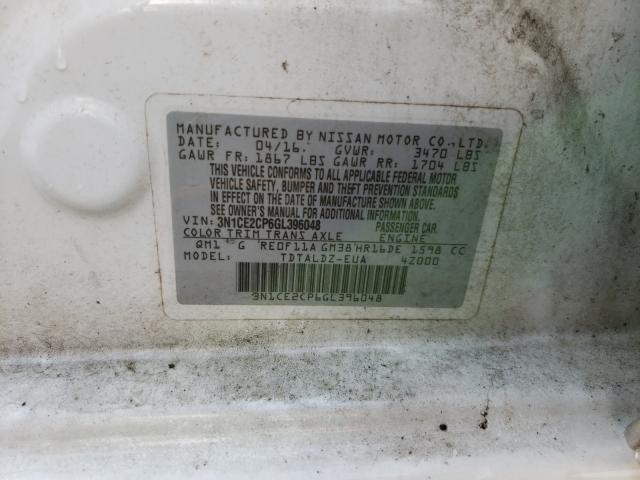 MANUFACTURED BY NISSAN MOTOR CO.,LTD.
DATE: 04/16. GVWR: 3470 LBS
GAWR FR: 1867 LBS GAWR RR: 1704 LBS
THIS VEHICLE CONFORMS TO ALL APPLICABLE FEDERAL MOTOR
VEHICLE SAFETY, BUMPER AND THEFT PREVENTION STANDARDS
IN EFFECT ON THE DATE OF MANUFACTURE SHOWN ABOVE.
SEE OWNER'S MANUAL FOR ADDITIONAL INFORMATION.
VIN: 3N1CE2CP6GL396048 PASSENGER CAR.
COLOR TRIM TRANS AXLE ENGINE
QM1 G RE0F11A GM38 HR16DE 1598 CC
MODEL: TDTALDZ-EUA 4Z000
3N1CE2CP6GL396048